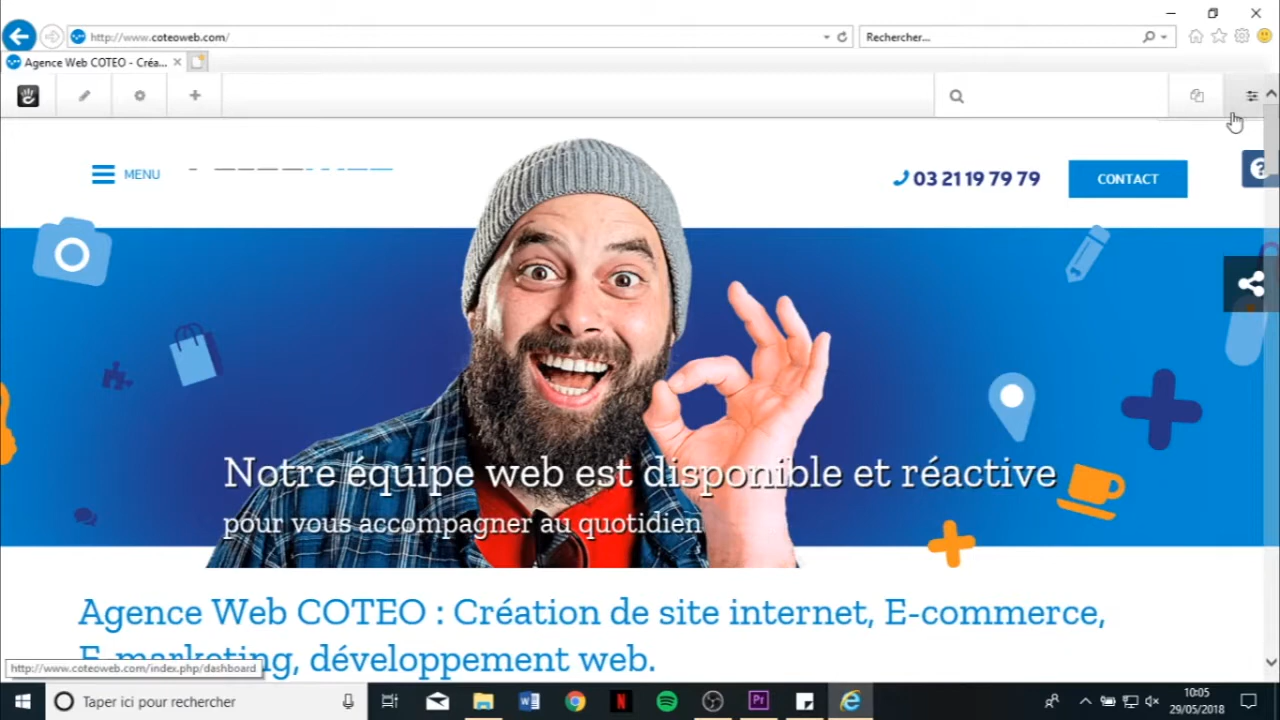 http://www.coteoweb.com/
Rechercher...
Agence Web COTEO - Créa...
MENU
03 21 19 79 79
CONTACT
Notre équipe web est disponible et réactive
pour vous accompagner au quotidien
Agence Web COTEO : Création de site internet, E-commerce,
E-marketing, développement web.
http://www.coteoweb.com/index.php/dashboard
Taper ici pour rechercher
10:05
29/05/2018